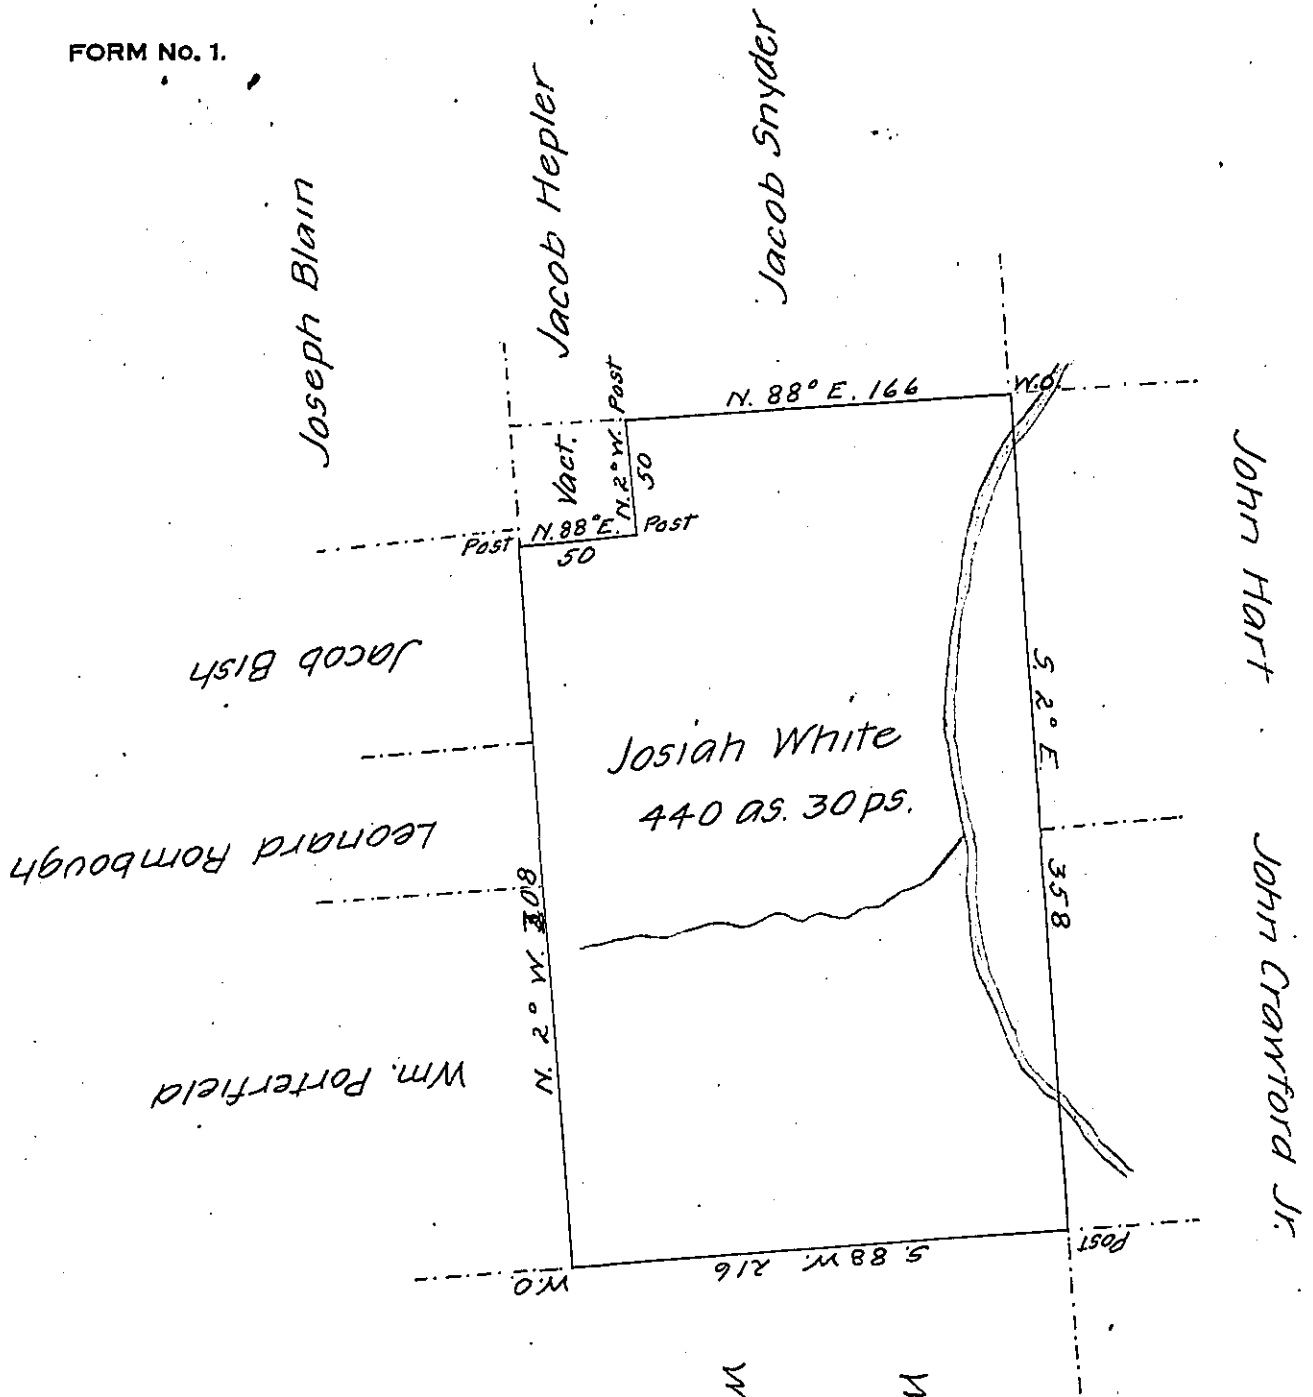 FORM No. 1.
Joseph Blain
Jacob Hepler
Jacob Snyder
N. 88° E. 166
W.O.
Post
Vact.
N. 2° W.
50
Post
N. 88° E.
50
Post
John Hart
Jacob Bish
S. 2° E. 358
Josiah White
440 as. 30 ps.
Leonard Rombough
N. 2° W. 308
John Crawford Jr.
Wm. Porterfield
S. 88 W. 216
Post
W.O.